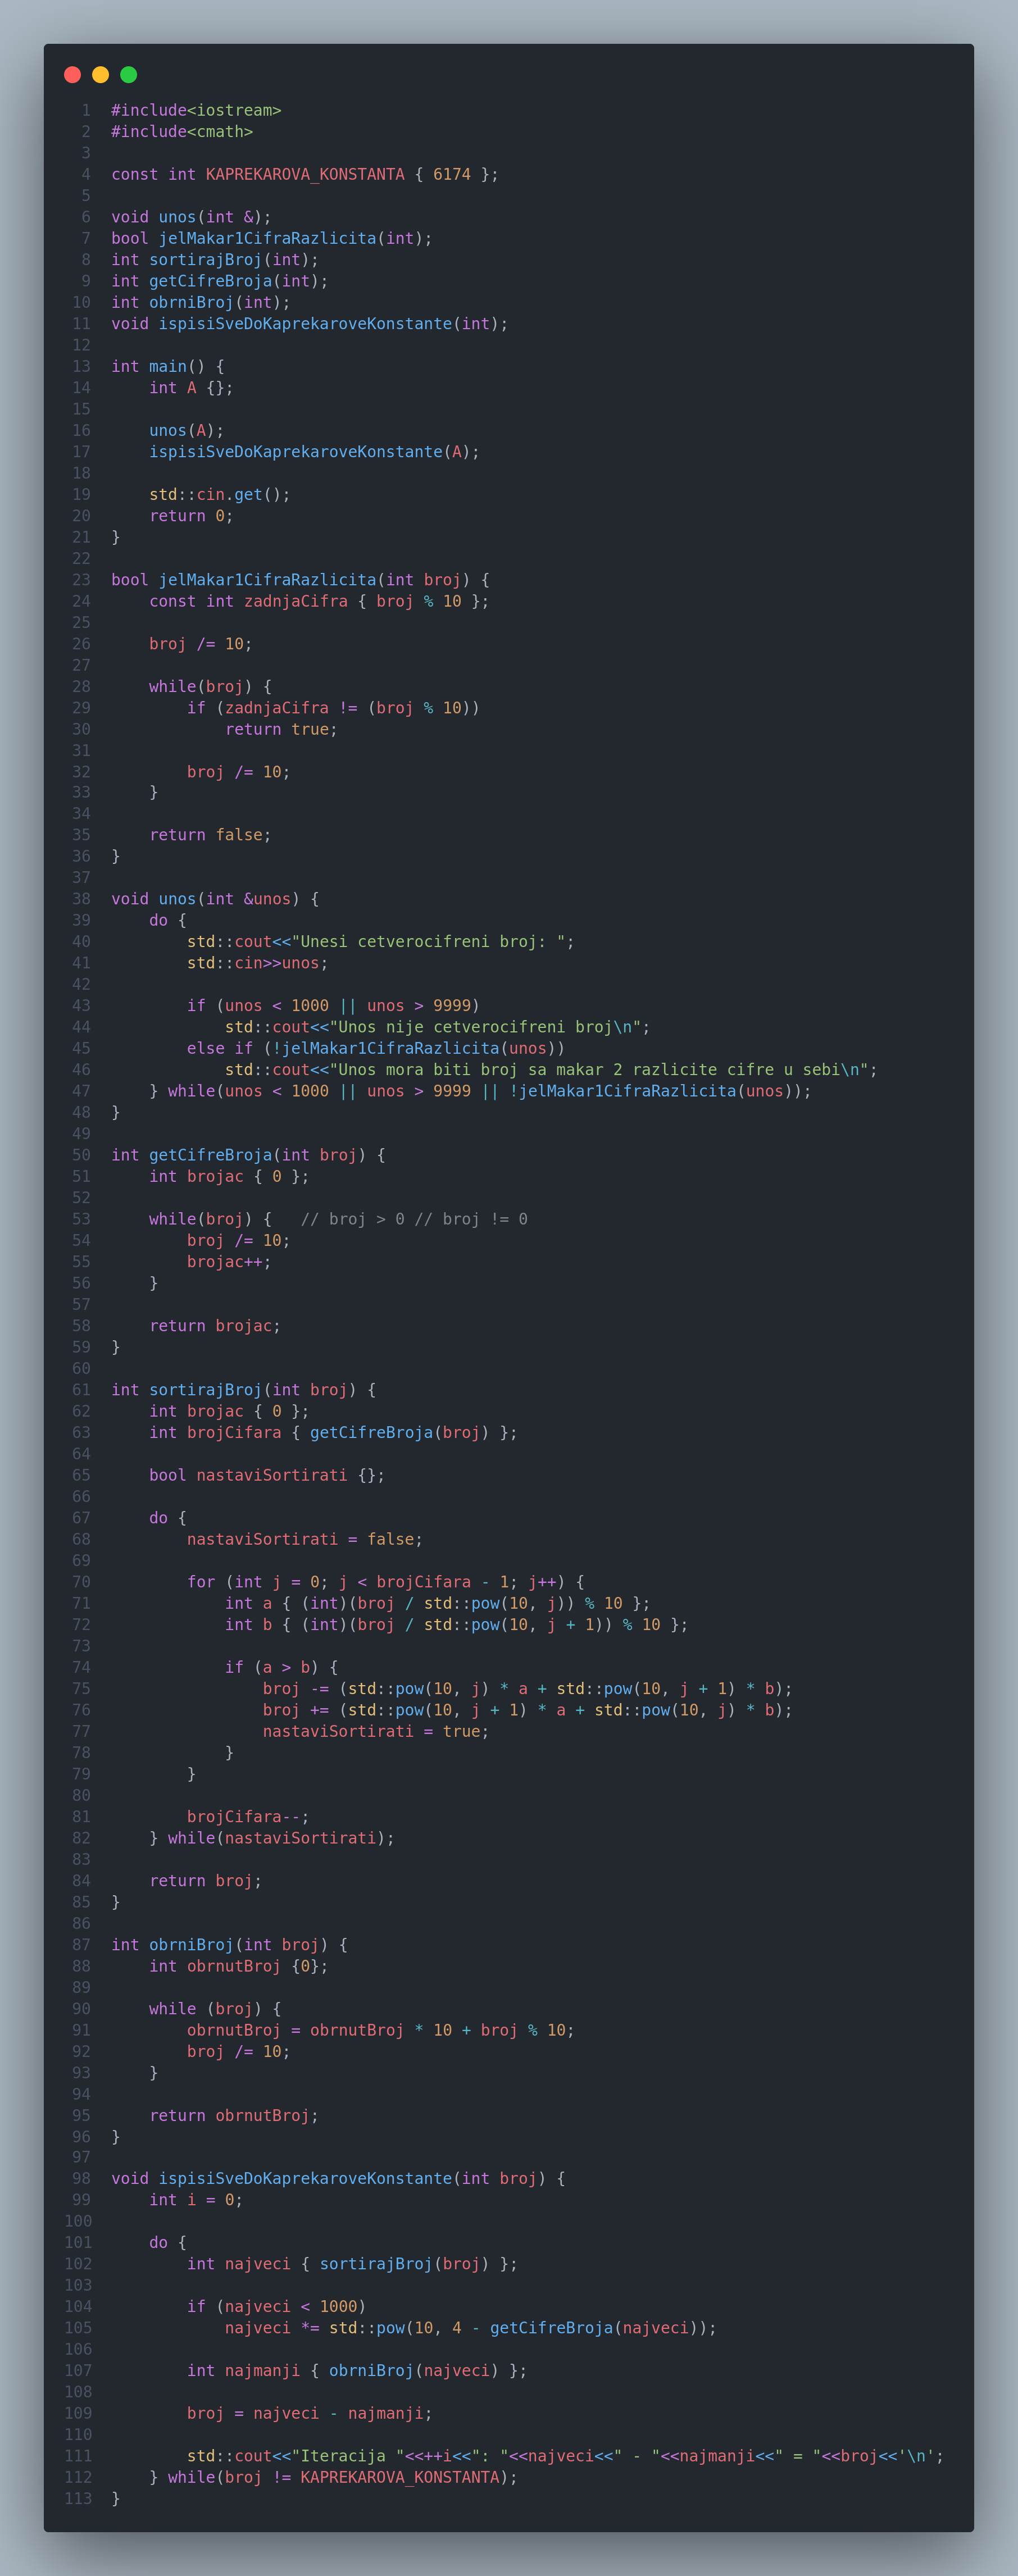 1 #include<iostream>
2 #include<cmath>
3
4 const int KAPREKAROVA_KONSTANTA { 6174 };
5
6 void unos(int &);
7 bool jelMakar1CifraRazlicita(int);
8 int sortirajBroj(int);
9 int getCifreBroja(int);
10 int obrniBroj(int);
11 void ispisiSveDoKaprekaroveKonstante(int);
12
13 int main() {
14     int A {};
15
16     unos(A);
17     ispisiSveDoKaprekaroveKonstante(A);
18
19     std::cin.get();
20     return 0;
21 }
22
23 bool jelMakar1CifraRazlicita(int broj) {
24     const int zadnjaCifra { broj % 10 };
25
26     broj /= 10;
27
28     while(broj) {
29         if (zadnjaCifra != (broj % 10))
30             return true;
31
32         broj /= 10;
33     }
34
35     return false;
36 }
37
38 void unos(int &unos) {
39     do {
40         std::cout<<"Unesi cetverocifreni broj: ";
41         std::cin>>unos;
42
43         if (unos < 1000 || unos > 9999)
44             std::cout<<"Unos nije cetverocifreni broj\n";
45         else if (!jelMakar1CifraRazlicita(unos))
46             std::cout<<"Unos mora biti broj sa makar 2 razlicite cifre u sebi\n";
47     } while(unos < 1000 || unos > 9999 || !jelMakar1CifraRazlicita(unos));
48 }
49
50 int getCifreBroja(int broj) {
51     int brojac { 0 };
52
53     while(broj) {   // broj > 0 // broj != 0
54         broj /= 10;
55         brojac++;
56     }
57
58     return brojac;
59 }
60
61 int sortirajBroj(int broj) {
62     int brojac { 0 };
63     int brojCifara { getCifreBroja(broj) };
64
65     bool nastaviSortirati {};
66
67     do {
68         nastaviSortirati = false;
69
70         for (int j = 0; j < brojCifara - 1; j++) {
71             int a { (int)(broj / std::pow(10, j)) % 10 };
72             int b { (int)(broj / std::pow(10, j + 1)) % 10 };
73
74             if (a > b) {
75                 broj -= (std::pow(10, j) * a + std::pow(10, j + 1) * b);
76                 broj += (std::pow(10, j + 1) * a + std::pow(10, j) * b);
77                 nastaviSortirati = true;
78             }
79         }
80
81         brojCifara--;
82     } while(nastaviSortirati);
83
84     return broj;
85 }
86
87 int obrniBroj(int broj) {
88     int obrnutBroj {0};
89
90     while (broj) {
91         obrnutBroj = obrnutBroj * 10 + broj % 10;
92         broj /= 10;
93     }
94
95     return obrnutBroj;
96 }
97
98 void ispisiSveDoKaprekaroveKonstante(int broj) {
99     int i = 0;
100
101     do {
102         int najveci { sortirajBroj(broj) };
103
104         if (najveci < 1000)
105             najveci *= std::pow(10, 4 - getCifreBroja(najveci));
106
107         int najmanji { obrniBroj(najveci) };
108
109         broj = najveci - najmanji;
110
111         std::cout<<"Iteracija "<<++i<<": "<<najveci<<" - "<<najmanji<<" = "<<broj<<'\n';
112     } while(broj != KAPREKAROVA_KONSTANTA);
113 }